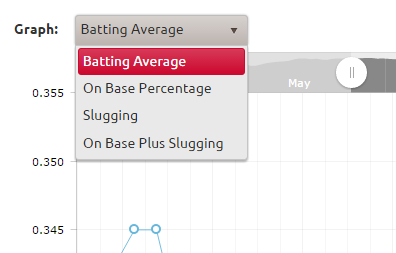 Graph: Batting Average
Batting Average
On Base Percentage
Slugging
On Base Plus Slugging
May
0.355
0.350
0.345